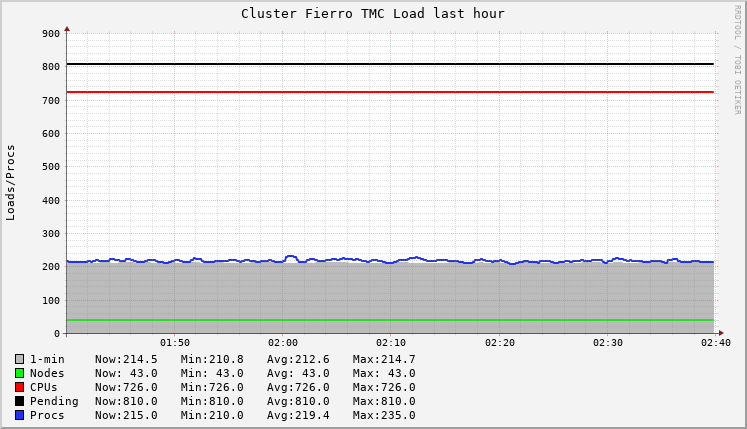 Cluster Fierro TMC Load last hour
RRDTOOL / TOBI OETIKER
Loads/Procs
900
800
700
600
500
400
300
200
100
0
01:50 02:00 02:10 02:20 02:30 02:40
1-min Now:214.5 Min:210.8 Avg:212.6 Max:214.7
Nodes Now: 43.0 Min: 43.0 Avg: 43.0 Max: 43.0
CPUs Now:726.0 Min:726.0 Avg:726.0 Max:726.0
Pending Now:810.0 Min:810.0 Avg:810.0 Max:810.0
Procs Now:215.0 Min:210.0 Avg:219.4 Max:235.0